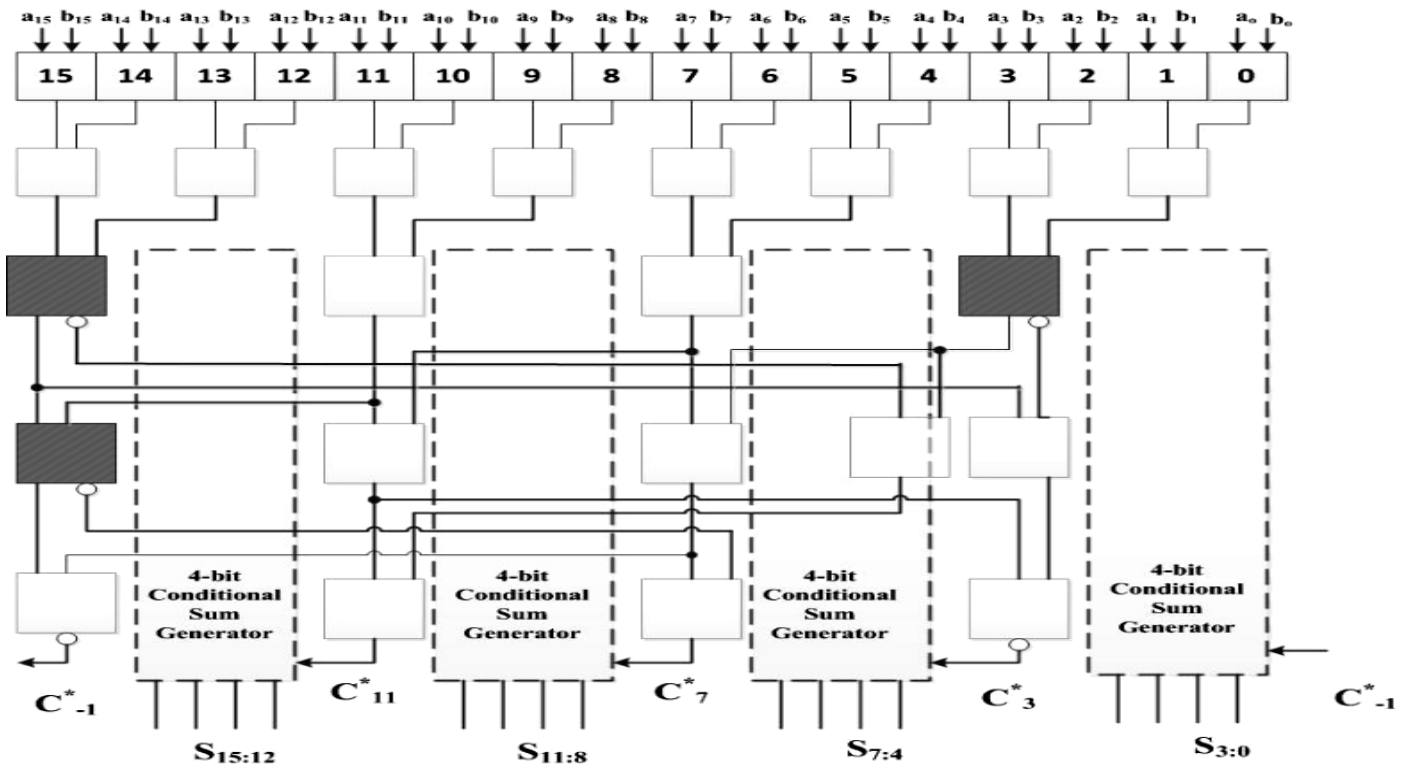 a₁₅ b₁₅ a₁₄ b₁₄ a₁₃ b₁₃ a₁₂ b₁₂ a₁₁ b₁₁ a₁₀ b₁₀ a₉ b₉ a₈ b₈ a₇ b₇ a₆ b₆ a₅ b₅ a₄ b₄ a₃ b₃ a₂ b₂ a₁ b₁ a₀ b₀
15 14 13 12 11 10 9 8 7 6 5 4 3 2 1 0
4-bit
Conditional
Sum
Generator
4-bit
Conditional
Sum
Generator
4-bit
Conditional
Sum
Generator
4-bit
Conditional
Sum
Generator
C*₋₁ C*₁₁ C*₇ C*₃ C*₋₁
S₁₅:₁₂ S₁₁:₈ S₇:₄ S₃:₀